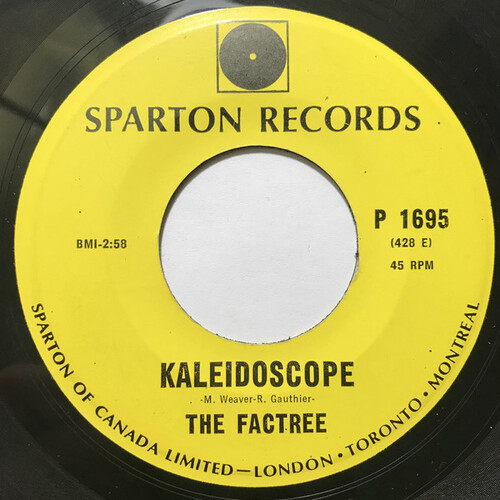 SPARTON RECORDS
P 1695
BMI-2:58
(428 E)
45 RPM
KALEIDOSCOPE
-M. Weaver-R. Gauthier-
THE FACTREE
SPARTON OF CANADA LIMITED—LONDON • TORONTO • MONTREAL